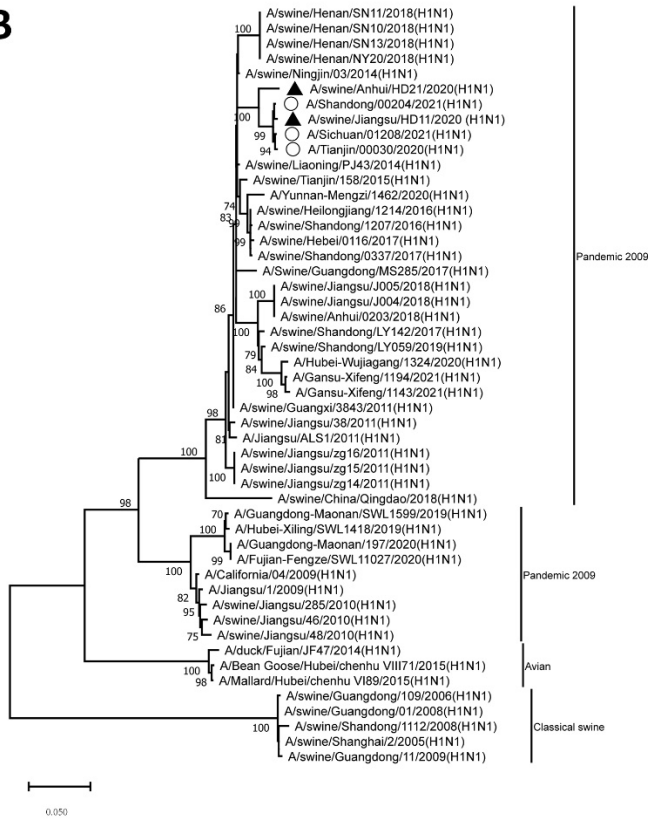 B
100
A/swine/Henan/SN11/2018(H1N1)
A/swine/Henan/SN10/2018(H1N1)
A/swine/Henan/SN13/2018(H1N1)
A/swine/Henan/NY20/2018(H1N1)
A/swine/Ningjin/03/2014(H1N1)
A/swine/Anhui/HD21/2020(H1N1)
100
A/Shandong/00204/2021(H1N1)
A/swine/Jiangsu/HD11/2020 (H1N1)
99
A/Sichuan/01208/2021(H1N1)
94
A/Tianjin/00030/2020(H1N1)
A/swine/Liaoning/PJ43/2014(H1N1)
A/swine/Tianjin/158/2015(H1N1)
A/Yunnan-Mengzi/1462/2020(H1N1)
74
A/swine/Heilongjiang/1214/2016(H1N1)
83
99
A/swine/Shandong/1207/2016(H1N1)
99
A/swine/Hebei/0116/2017(H1N1)
A/swine/Shandong/0337/2017(H1N1)
Pandemic 2009
A/Swine/Guangdong/MS285/2017(H1N1)
A/swine/Jiangsu/J005/2018(H1N1)
100
A/swine/Jiangsu/J004/2018(H1N1)
86
A/swine/Anhui/0203/2018(H1N1)
100
A/swine/Shandong/LY142/2017(H1N1)
79
A/swine/Shandong/LY059/2019(H1N1)
84
A/Hubei-Wujiagang/1324/2020(H1N1)
100
A/Gansu-Xifeng/1194/2021(H1N1)
98
A/Gansu-Xifeng/1143/2021(H1N1)
A/swine/Guangxi/3843/2011(H1N1)
98
A/swine/Jiangsu/38/2011(H1N1)
81
A/Jiangsu/ALS1/2011(H1N1)
100
A/swine/Jiangsu/zg16/2011(H1N1)
A/swine/Jiangsu/zg15/2011(H1N1)
100
A/swine/Jiangsu/zg14/2011(H1N1)
A/swine/China/Qingdao/2018(H1N1)
98
70
A/Guangdong-Maonan/SWL1599/2019(H1N1)
100
A/Hubei-Xiling/SWL1418/2019(H1N1)
A/Guangdong-Maonan/197/2020(H1N1)
99
A/Fujian-Fengze/SWL11027/2020(H1N1)
100
A/California/04/2009(H1N1)
Pandemic 2009
82
A/Jiangsu/1/2009(H1N1)
95
A/swine/Jiangsu/285/2010(H1N1)
A/swine/Jiangsu/46/2010(H1N1)
75
A/swine/Jiangsu/48/2010(H1N1)
A/duck/Fujian/JF47/2014(H1N1)
100
A/Bean Goose/Hubei/chenhu VIII71/2015(H1N1)
Avian
98
A/Mallard/Hubei/chenhu VI89/2015(H1N1)
A/swine/Guangdong/109/2006(H1N1)
A/swine/Guangdong/01/2008(H1N1)
100
A/swine/Shandong/1112/2008(H1N1)
Classical swine
A/swine/Shanghai/2/2005(H1N1)
A/swine/Guangdong/11/2009(H1N1)
0.050